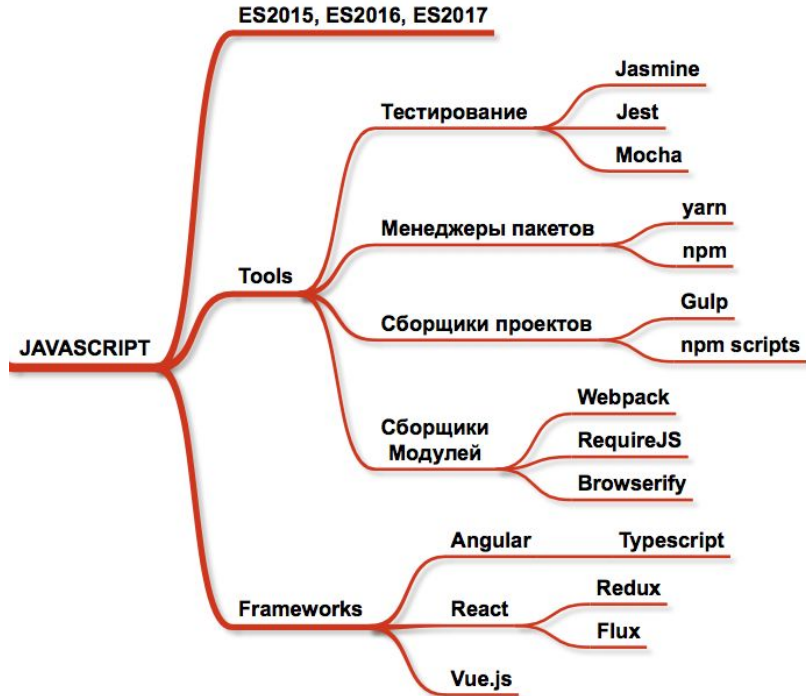 ES2015, ES2016, ES2017
Jasmine
Тестирование
Jest
Mocha
yarn
Менеджеры пакетов
npm
Tools
Gulp
Сборщики проектов
npm scripts
JAVASCRIPT
Webpack
Сборщики
Модулей
RequireJS
Browserify
Angular
Typescript
Redux
Frameworks
React
Flux
Vue.js